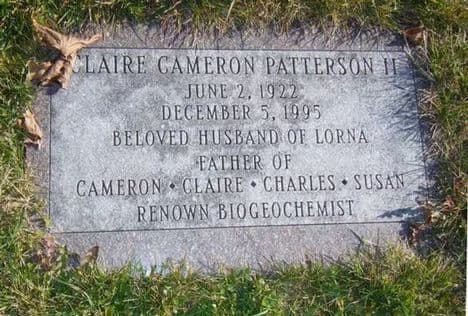 CLAIRE CAMERON PATTERSON II
JUNE 2, 1922
DECEMBER 5, 1995
BELOVED HUSBAND OF LORNA
FATHER OF
CAMERON ◆ CLAIRE ◆ CHARLES ◆ SUSAN
RENOWN BIOGEOCHEMIST